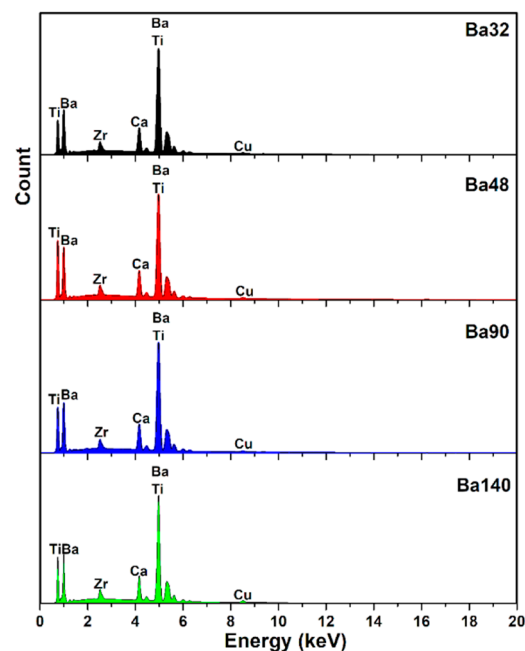 Ba
Ba32
Ti
Ti Ba
Ca
Zr
Cu
Ba
Ba48
Ti
Ti
Ba
Ca
Zr
Cu
Ba
Ba90
Ti
Ti Ba
Ca
Zr
Cu
Ba
Ba140
Ti
Ti Ba
Ca
Zr
Cu
Count
0 2 4 6 8 10 12 14 16 18 20
Energy (keV)